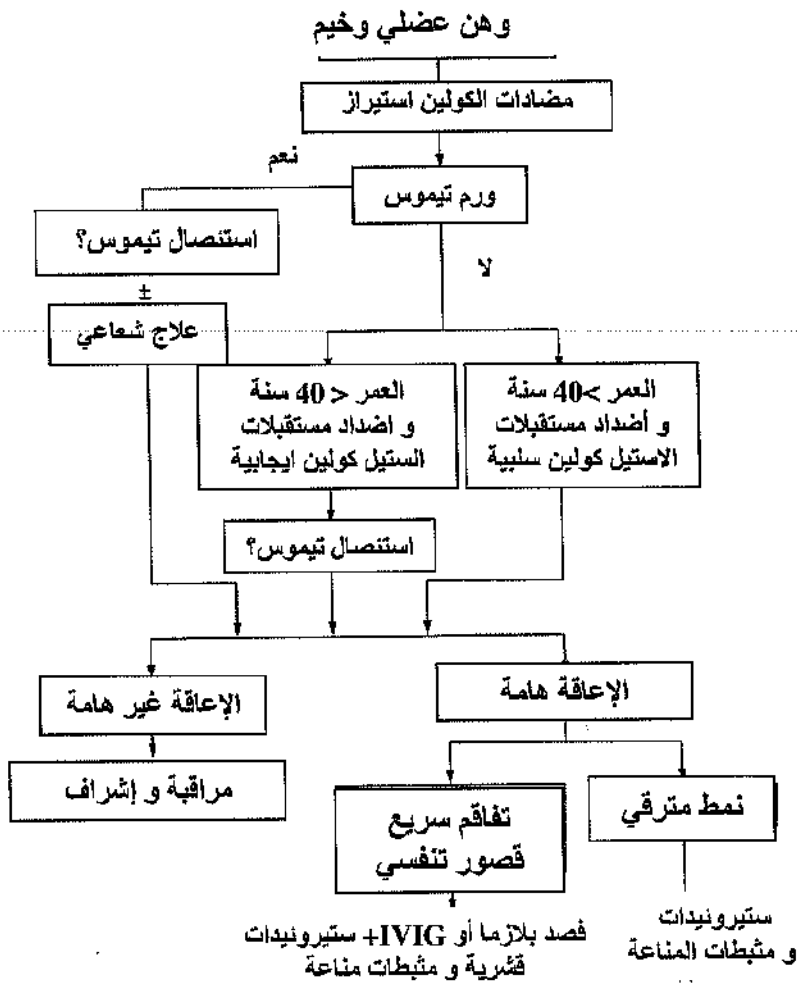 وهن عضلي وخيم
مضادات الكولين استيراز
نعم
ورم تيموس
استئصال تيموس؟
لا
±
علاج شعاعي
العمر < 40 سنة
و اضداد مستقبلات
الستيل كولين ايجابية
العمر >40 سنة
و أضداد مستقبلات
الاستيل كولين سلبية
استئصال تيموس؟
الإعاقة غير هامة
الإعاقة هامة
مراقبة و إشراف
تفاقم سريع
قصور تنفسي
نمط مترقي
فصد بلازما أو IVIG+ ستيروئيدات
قشرية و مثبطات مناعة
ستيروئيدات
و مثبطات المناعة